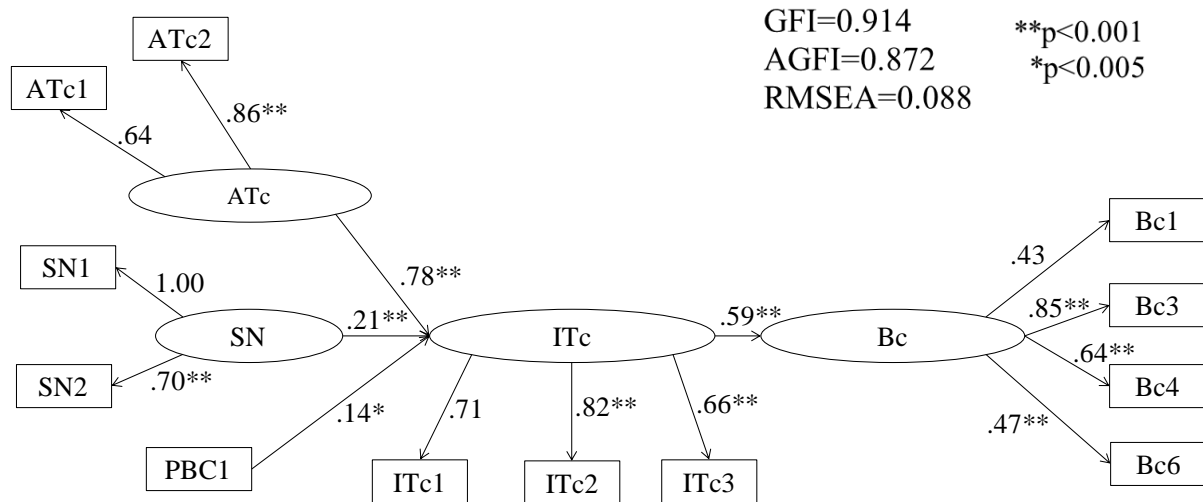 GFI=0.914
**p<0.001
AGFI=0.872
*p<0.005
RMSEA=0.088
ATc2
ATc1
.86**
.64
ATc
Bc1
SN1
1.00
.78**
.43
Bc3
.85**
SN
.21**
ITc
.59**
Bc
.64**
SN2
.70**
Bc4
.14*
.71
.82**
.66**
.47**
PBC1
ITc1
ITc2
ITc3
Bc6